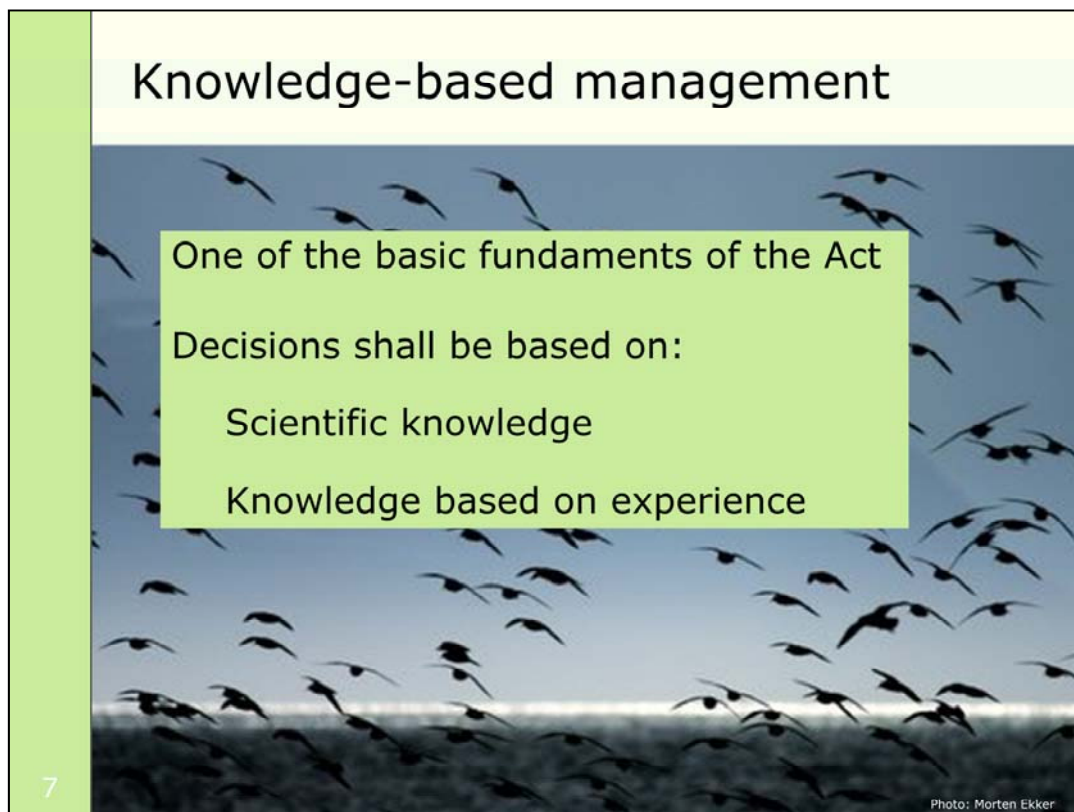 Knowledge-based management
One of the basic fundaments of the Act
Decisions shall be based on:
Scientific knowledge
Knowledge based on experience
7
Photo: Morten Ekker